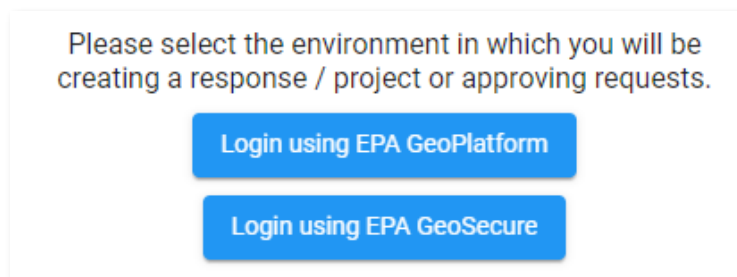 Please select the environment in which you will be
creating a response / project or approving requests.
Login using EPA GeoPlatform
Login using EPA GeoSecure